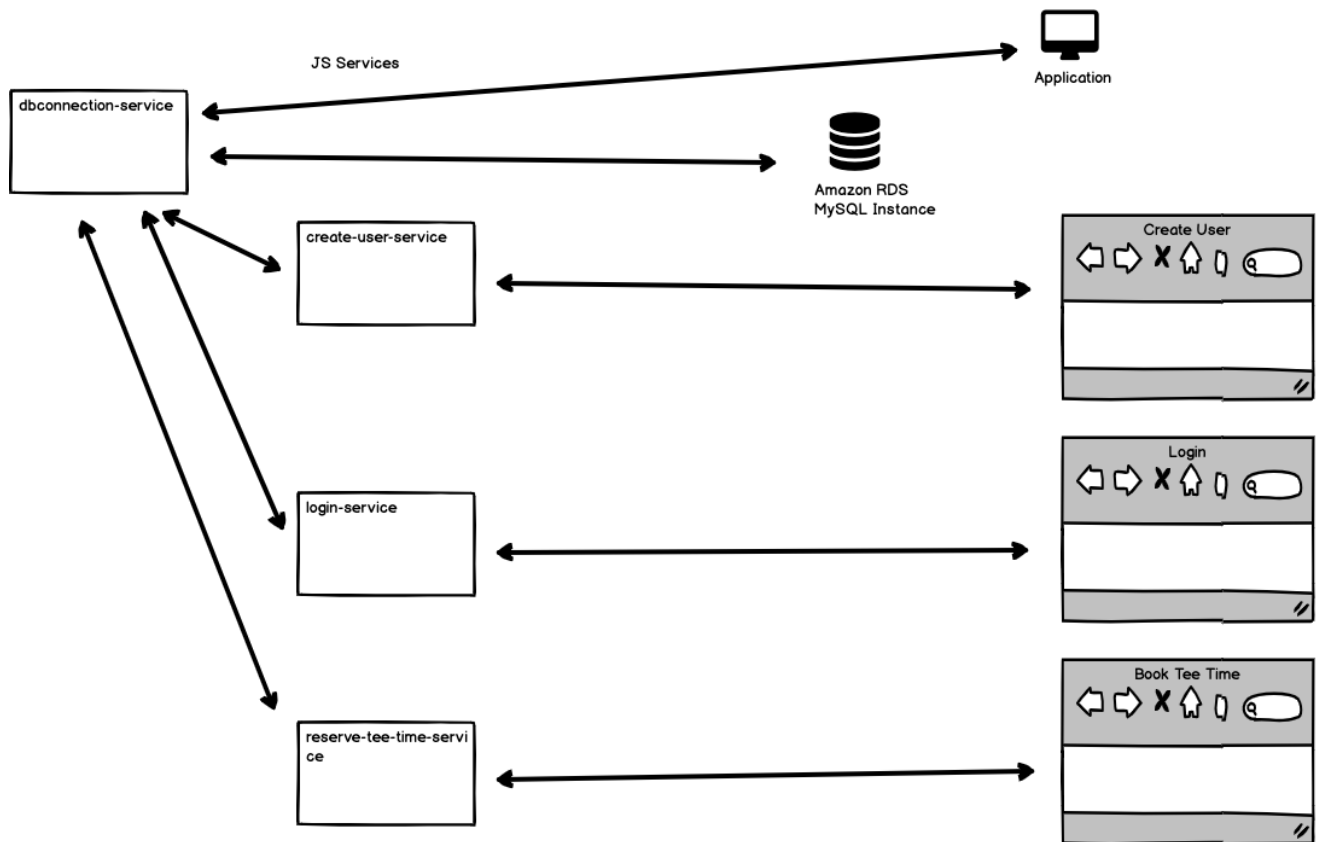 JS Services
Application
dbconnection-service
Amazon RDS
MySQL Instance
create-user-service
Create User
login-service
Login
reserve-tee-time-servi
ce
Book Tee Time